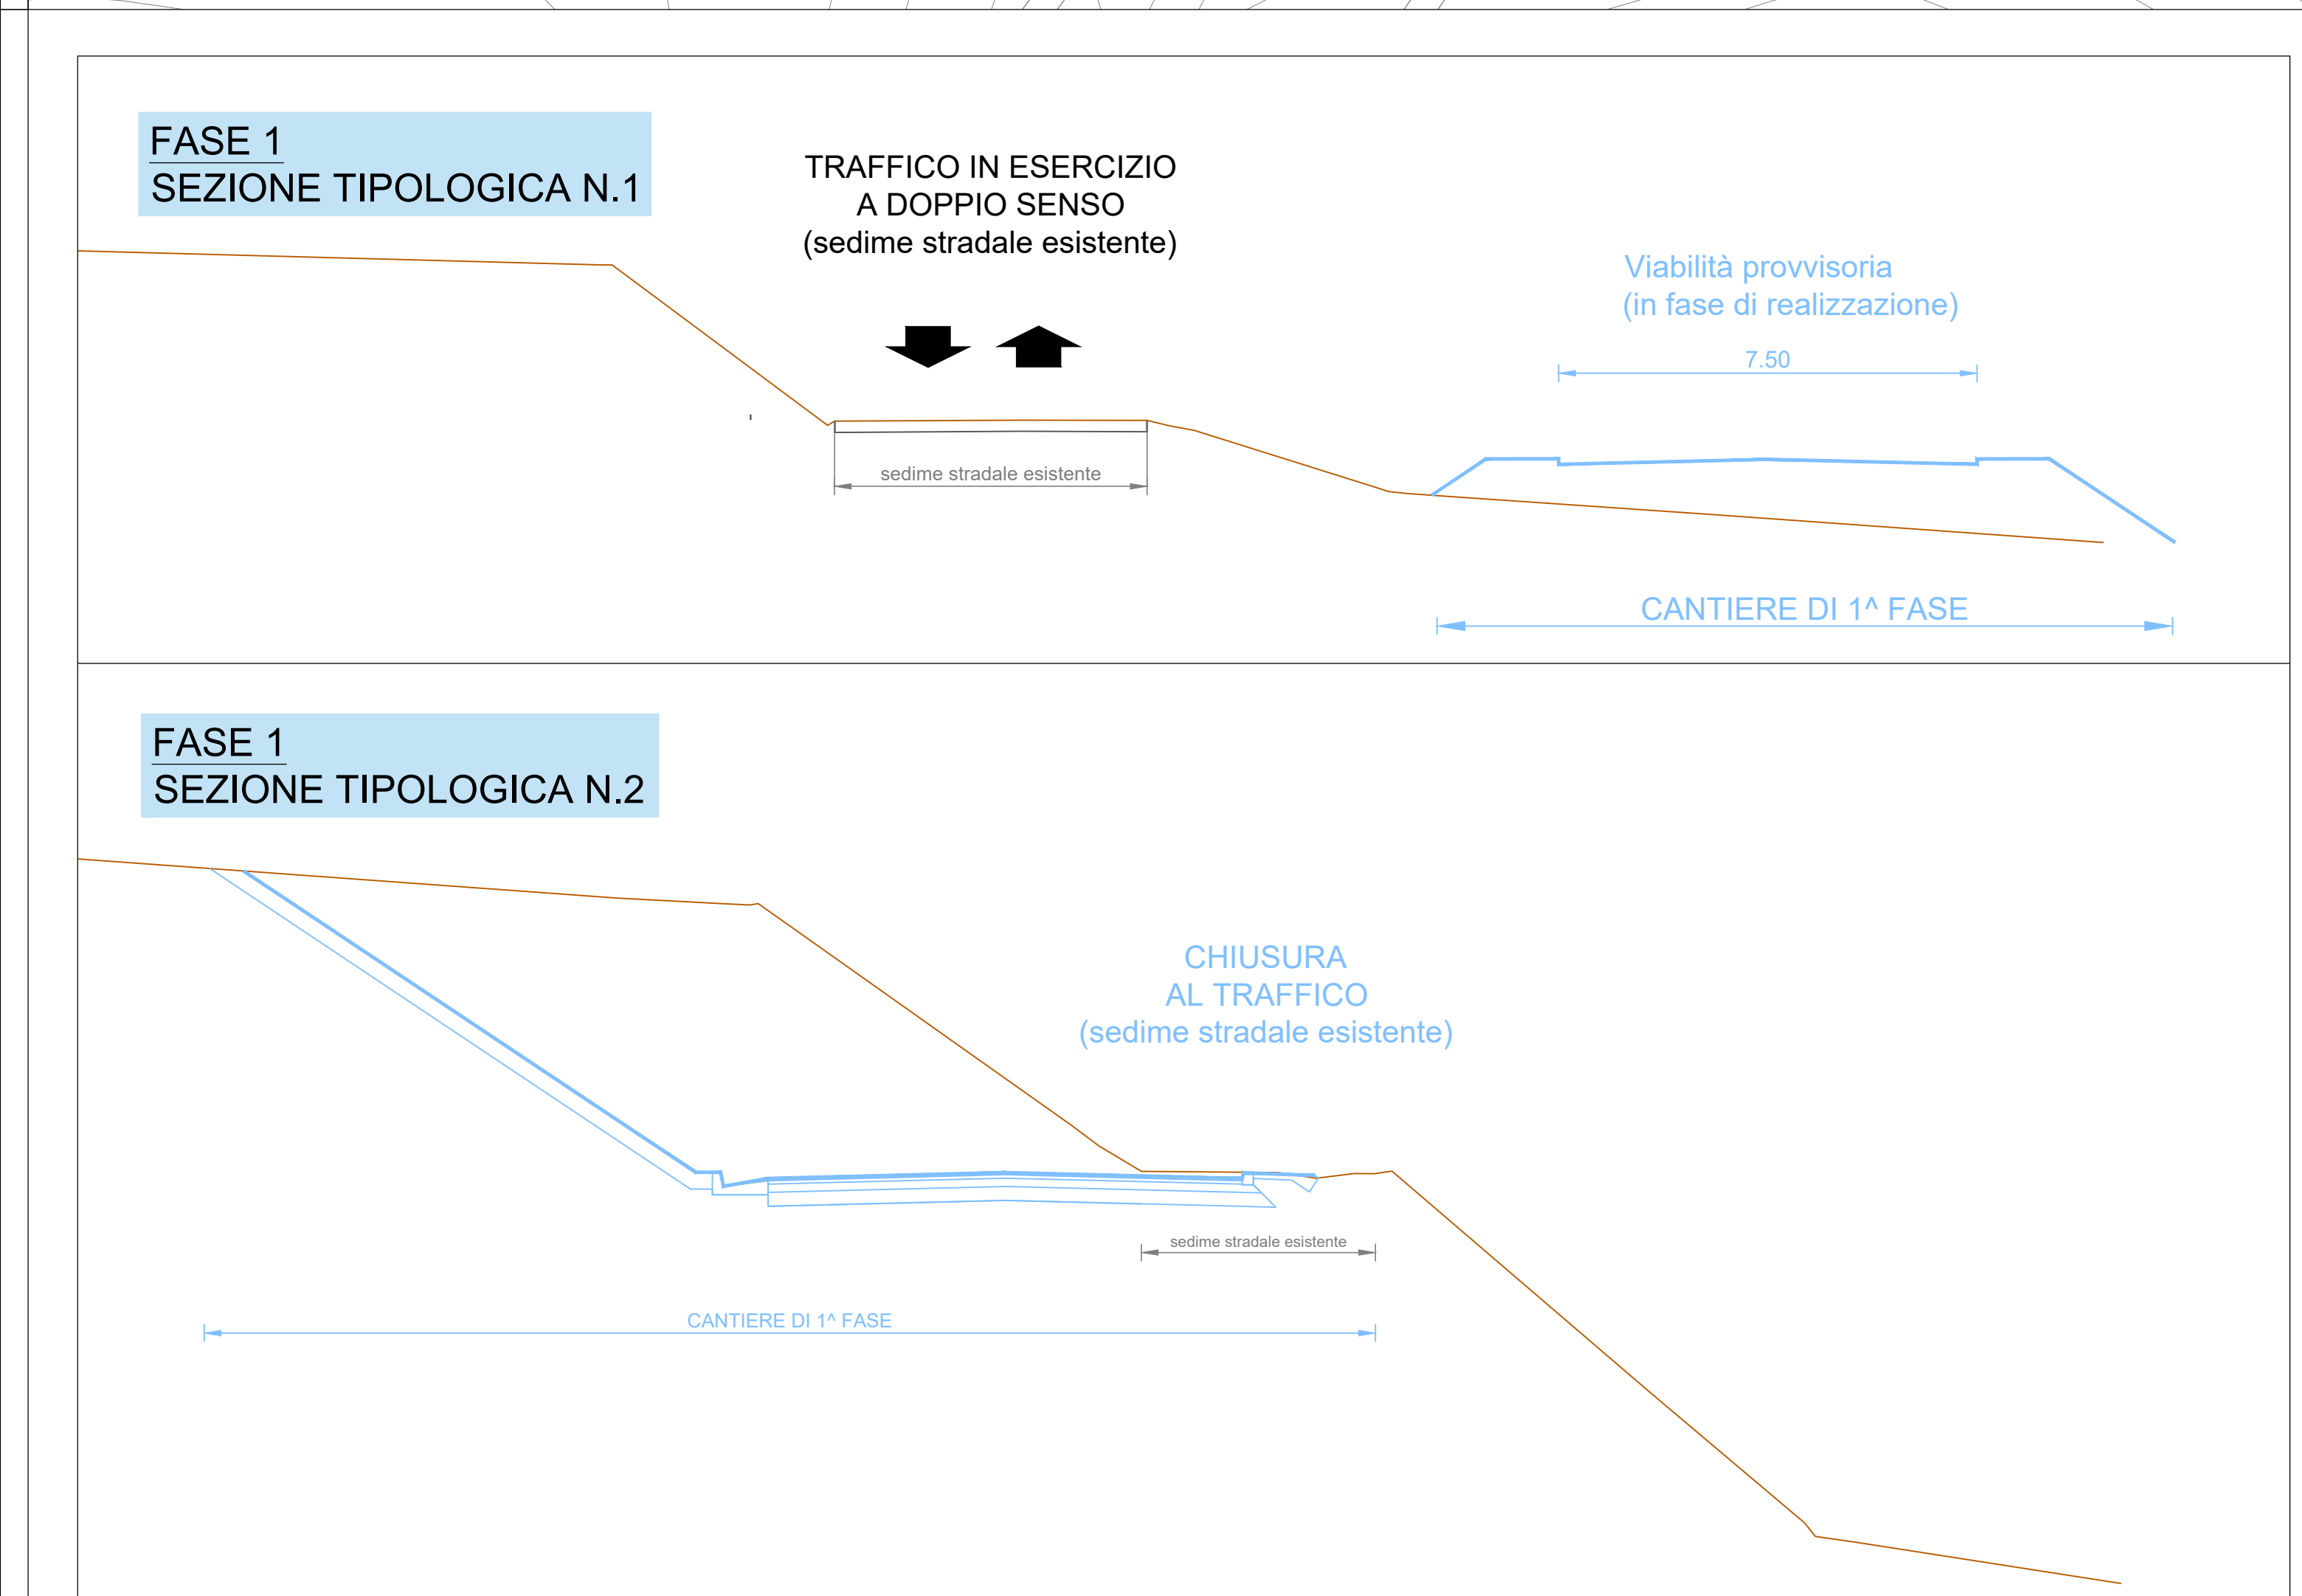 FASE 1
SEZIONE TIPOLOGICA N.1
TRAFFICO IN ESERCIZIO
A DOPPIO SENSO
(sedime stradale esistente)
Viabilità provvisoria
(in fase di realizzazione)
7.50
sedime stradale esistente
CANTIERE DI 1^ FASE
FASE 1
SEZIONE TIPOLOGICA N.2
CHIUSURA
AL TRAFFICO
(sedime stradale esistente)
sedime stradale esistente
CANTIERE DI 1^ FASE